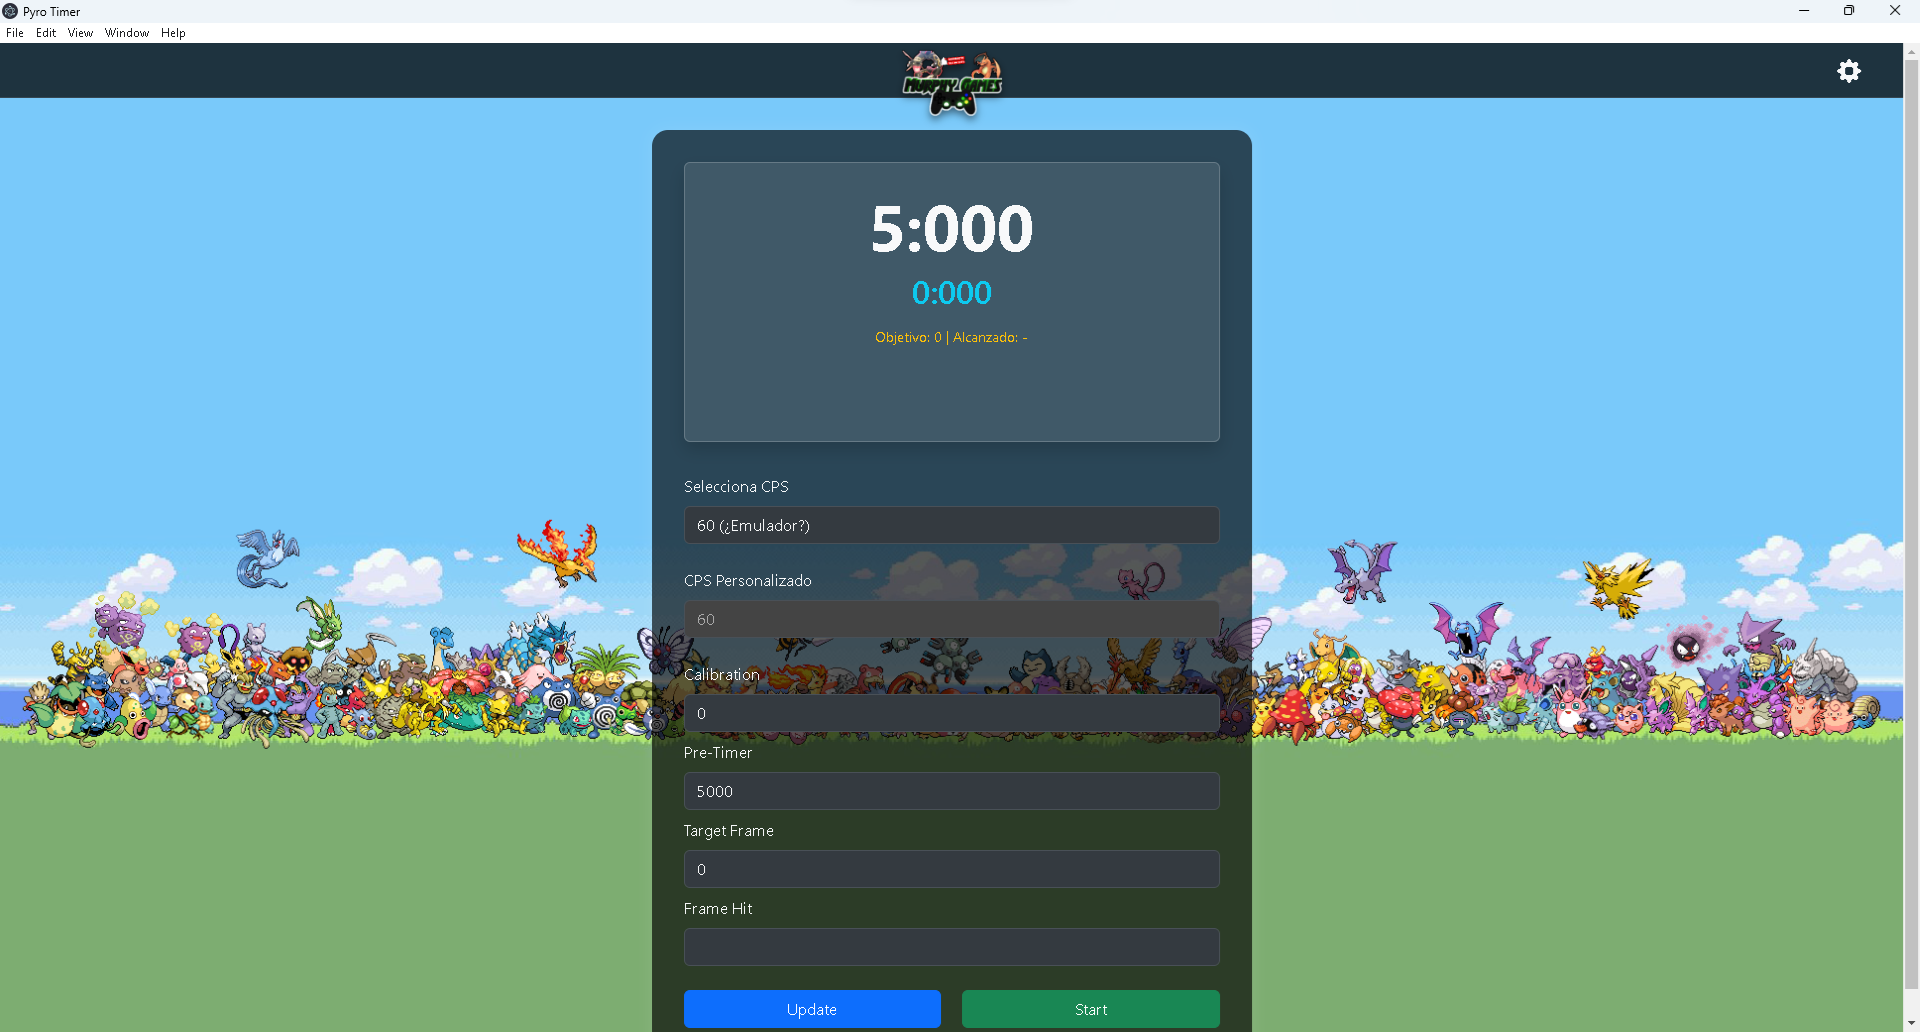 Pyro Timer
File Edit View Window Help
MURPHY GAMES
5:000
0:000
Objetivo: 0 | Alcanzado: -
Selecciona CPS
60 (¿Emulador?)
CPS Personalizado
60
Calibration
0
Pre-Timer
5000
Target Frame
0
Frame Hit
Update Start